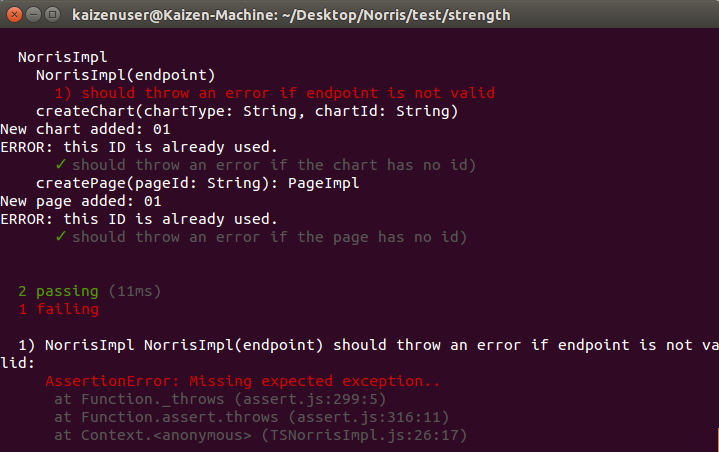 kaizenuser@Kaizen-Machine: ~/Desktop/Norris/test/strength
NorrisImpl
NorrisImpl(endpoint)
1) should throw an error if endpoint is not valid
createChart(chartType: String, chartId: String)
New chart added: 01
ERROR: this ID is already used.
✓ should throw an error if the chart has no id)
createPage(pageId: String): PageImpl
New page added: 01
ERROR: this ID is already used.
✓ should throw an error if the page has no id)
2 passing (11ms)
1 failing
1) NorrisImpl NorrisImpl(endpoint) should throw an error if endpoint is not va
lid:
AssertionError: Missing expected exception..
at Function._throws (assert.js:299:5)
at Function.assert.throws (assert.js:316:11)
at Context.<anonymous> (TSNorrisImpl.js:26:17)